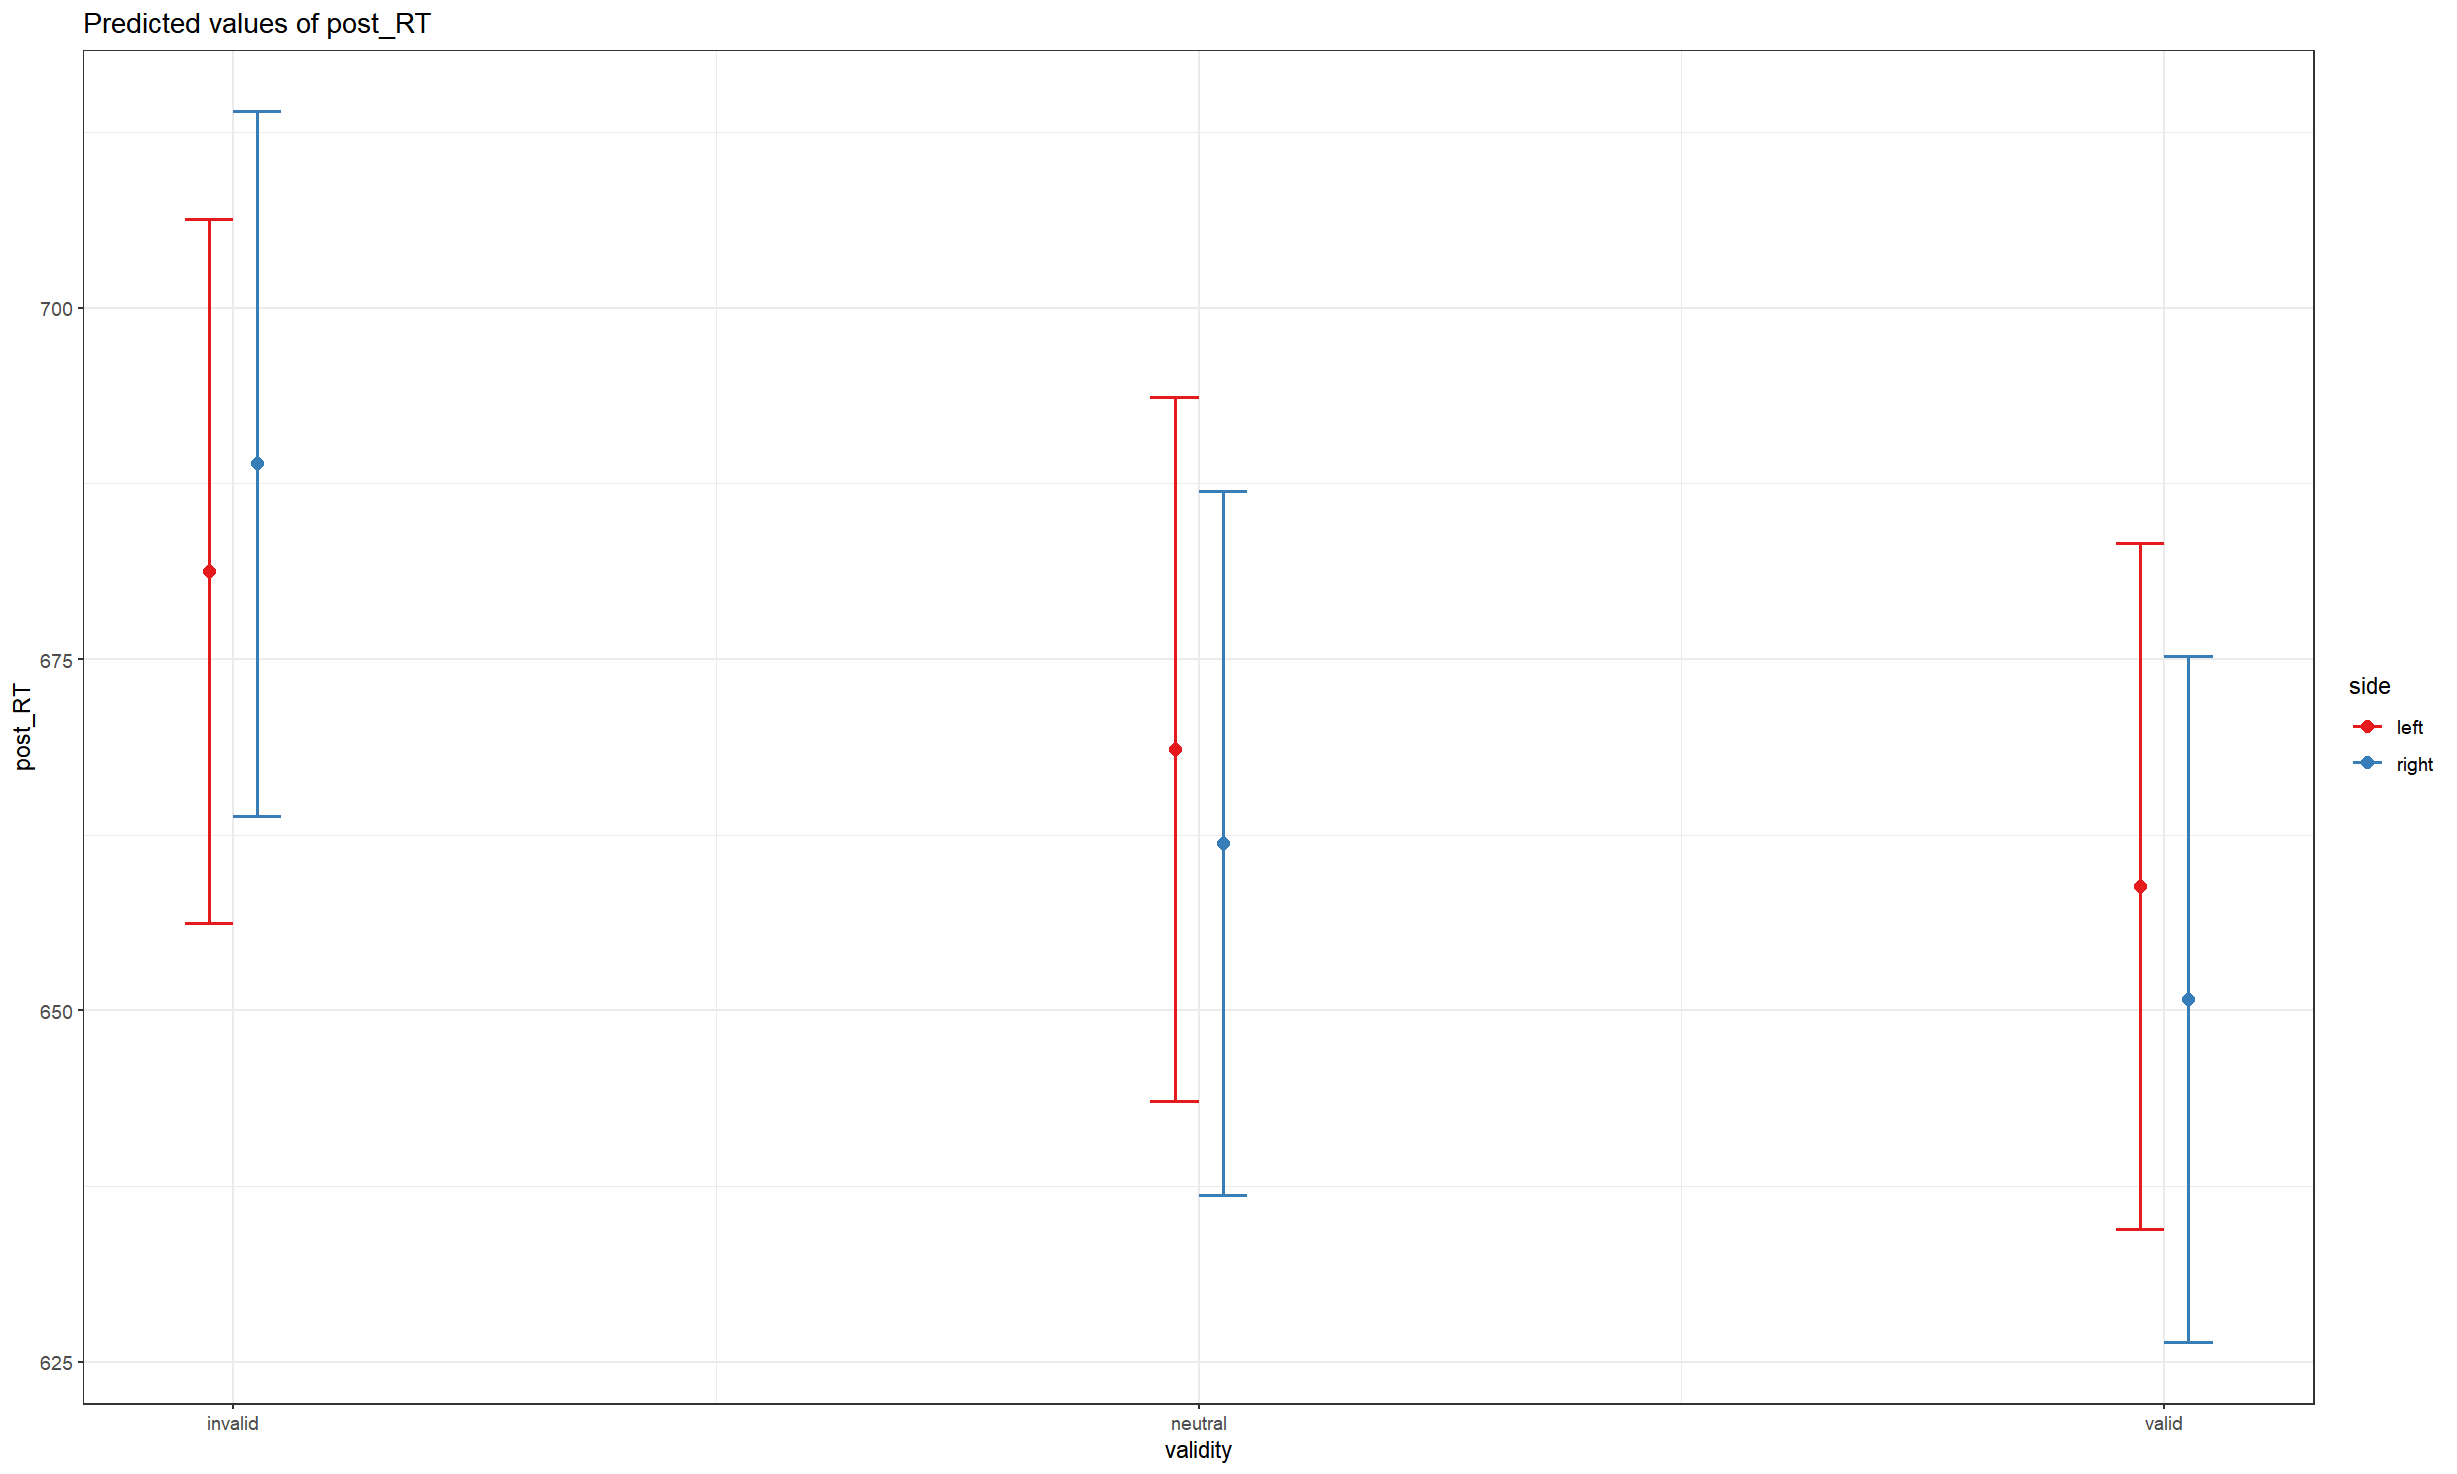 Predicted values of post_RT
700
675
650
625
post_RT
invalid
neutral
valid
validity
side
left
right